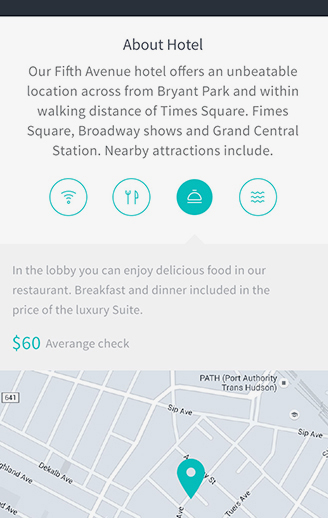 About Hotel
Our Fifth Avenue hotel offers an unbeatable
location across from Bryant Park and within
walking distance of Times Square. Fimes
Square, Broadway shows and Grand Central
Station. Nearby attractions include.
In the lobby you can enjoy delicious food in our
restaurant. Breakfast and dinner included in the
price of the luxury Suite.
$60 Averange check
PATH (Port Authority
Trans Hudson)
641
Sip Ave
Sip Ave
Dekalb Ave
ghland Ave
Tuers Ave
y St